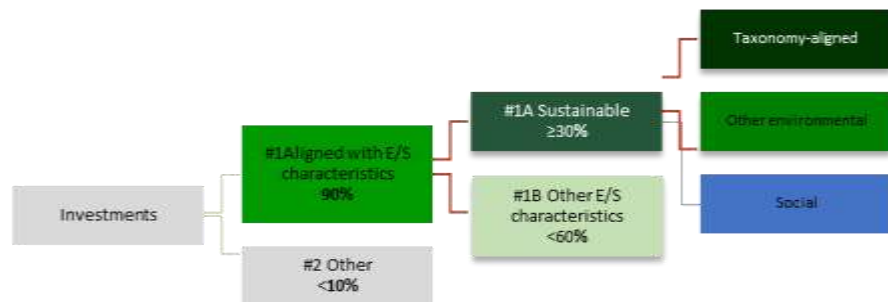 Taxonomy-aligned
#1A Sustainable
≥30%
Other environmental
#1Aligned with E/S
characteristics
90%
#1B Other E/S
characteristics
<60%
Social
Investments
#2 Other
<10%